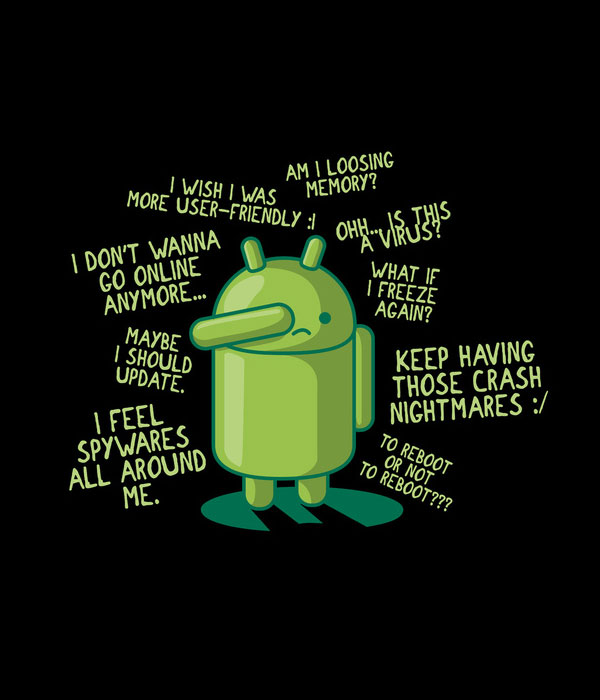 AM I LOOSING
MEMORY?
I WISH I WAS
MORE USER-FRIENDLY :|
OHH... IS THIS
A VIRUS?
I DON'T WANNA
GO ONLINE
ANYMORE...
WHAT IF
I FREEZE
AGAIN?
MAYBE
I SHOULD
UPDATE.
KEEP HAVING
THOSE CRASH
NIGHTMARES :/
I FEEL
SPYWARES
ALL AROUND
ME.
TO REBOOT
OR NOT
TO REBOOT???